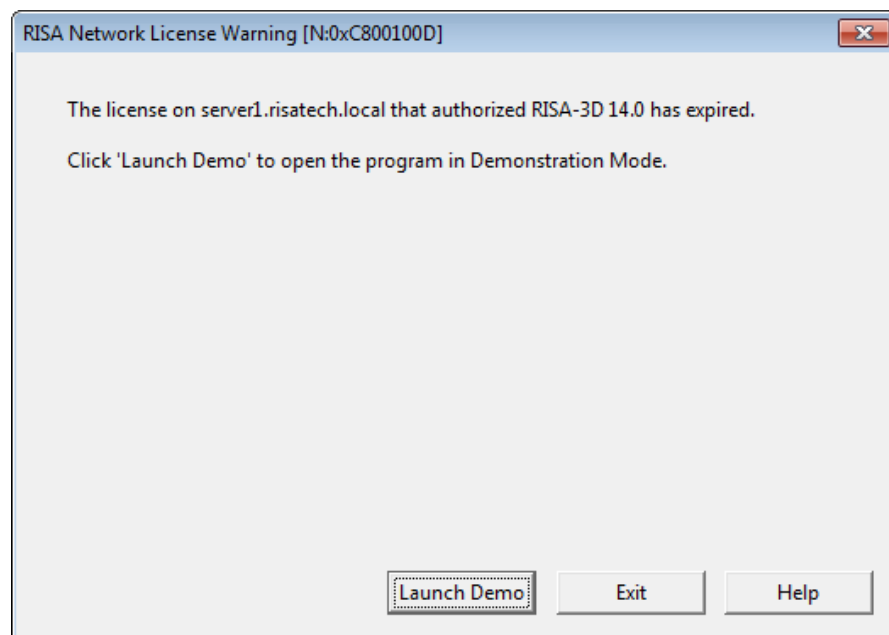 RISA Network License Warning [N:0xC800100D]
The license on server1.risatech.local that authorized RISA-3D 14.0 has expired.
Click 'Launch Demo' to open the program in Demonstration Mode.
Launch Demo Exit Help